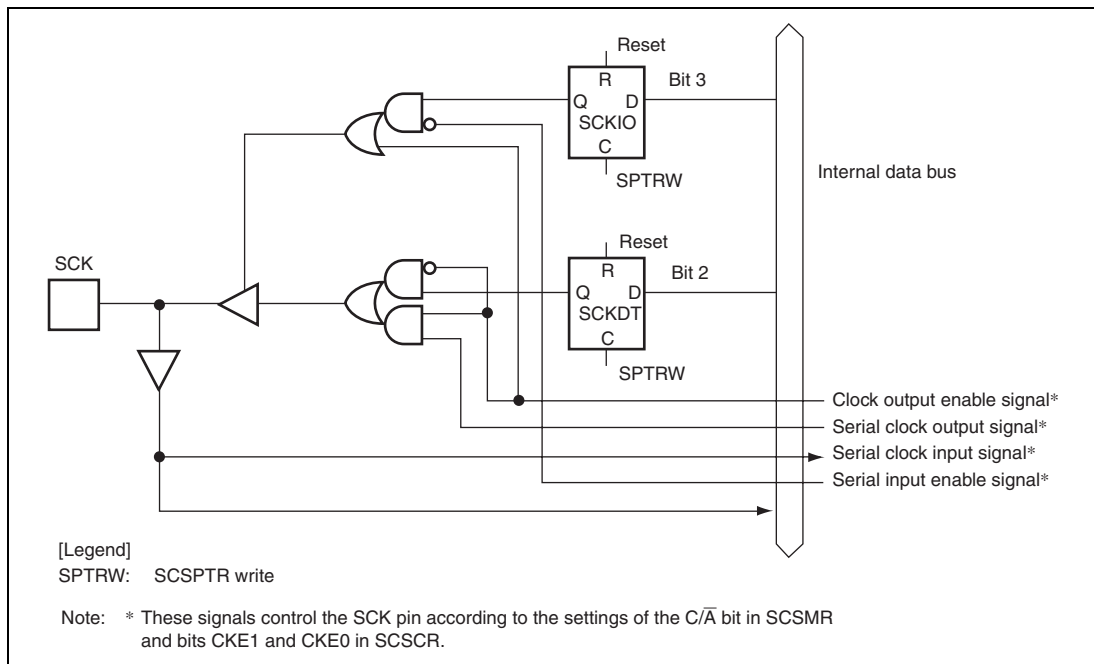 Reset
R
Bit 3
Q D
SCKIO
C
SPTRW
Internal data bus
Reset
SCK
R
Bit 2
Q D
SCKDT
C
SPTRW
Clock output enable signal*
Serial clock output signal*
Serial clock input signal*
Serial input enable signal*
[Legend]
SPTRW: SCSPTR write
Note: * These signals control the SCK pin according to the settings of the C/A̅ bit in SCSMR
and bits CKE1 and CKE0 in SCSCR.